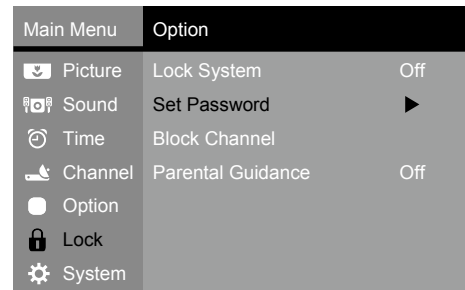 Main Menu Option
Picture Lock System Off
Sound Set Password
Time Block Channel
Channel Parental Guidance Off
Option
Lock
System